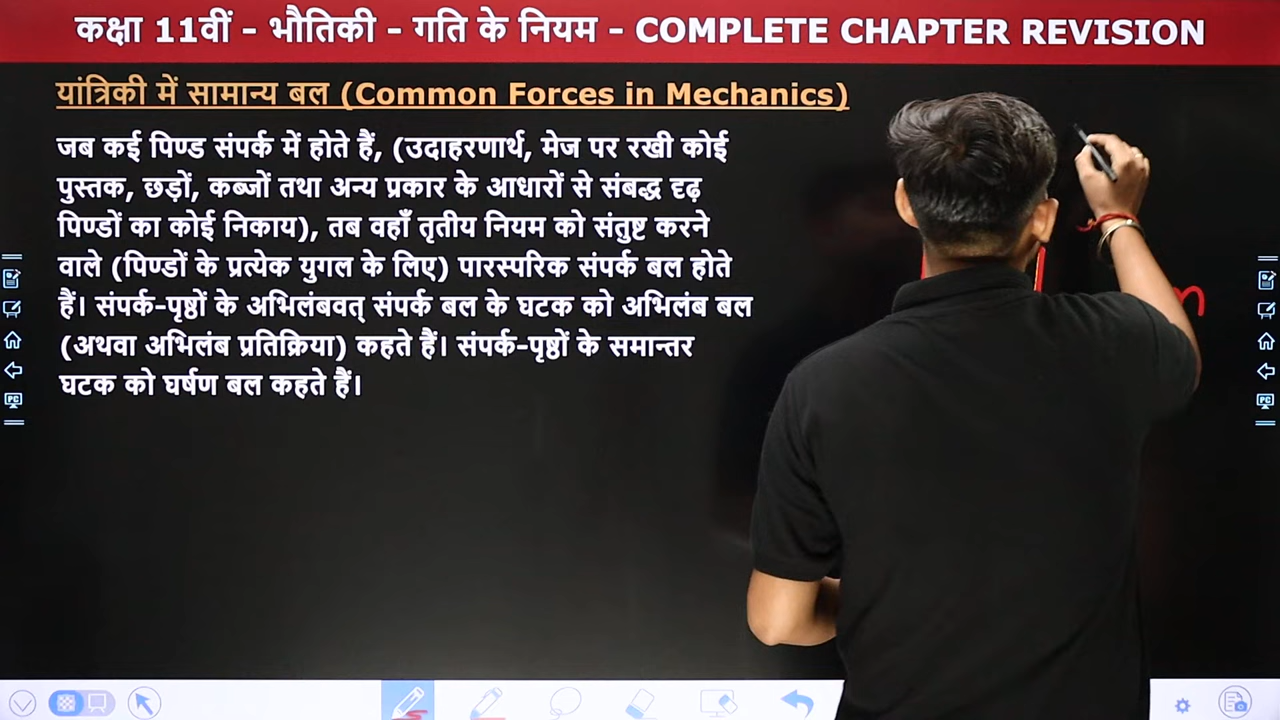 कक्षा 11वीं - भौतिकी - गति के नियम - COMPLETE CHAPTER REVISION
यांत्रिकी में सामान्य बल (Common Forces in Mechanics)
जब कई पिण्ड संपर्क में होते हैं, (उदाहरणार्थ, मेज पर रखी कोई
पुस्तक, छड़ों, कब्जों तथा अन्य प्रकार के आधारों से संबद्ध दृढ़
पिण्डों का कोई निकाय), तब वहाँ तृतीय नियम को संतुष्ट करने
वाले (पिण्डों के प्रत्येक युगल के लिए) पारस्परिक संपर्क बल होते
हैं। संपर्क-पृष्ठों के अभिलंबवत् संपर्क बल के घटक को अभिलंब बल
(अथवा अभिलंब प्रतिक्रिया) कहते हैं। संपर्क-पृष्ठों के समान्तर
घटक को घर्षण बल कहते हैं।
PC
PC